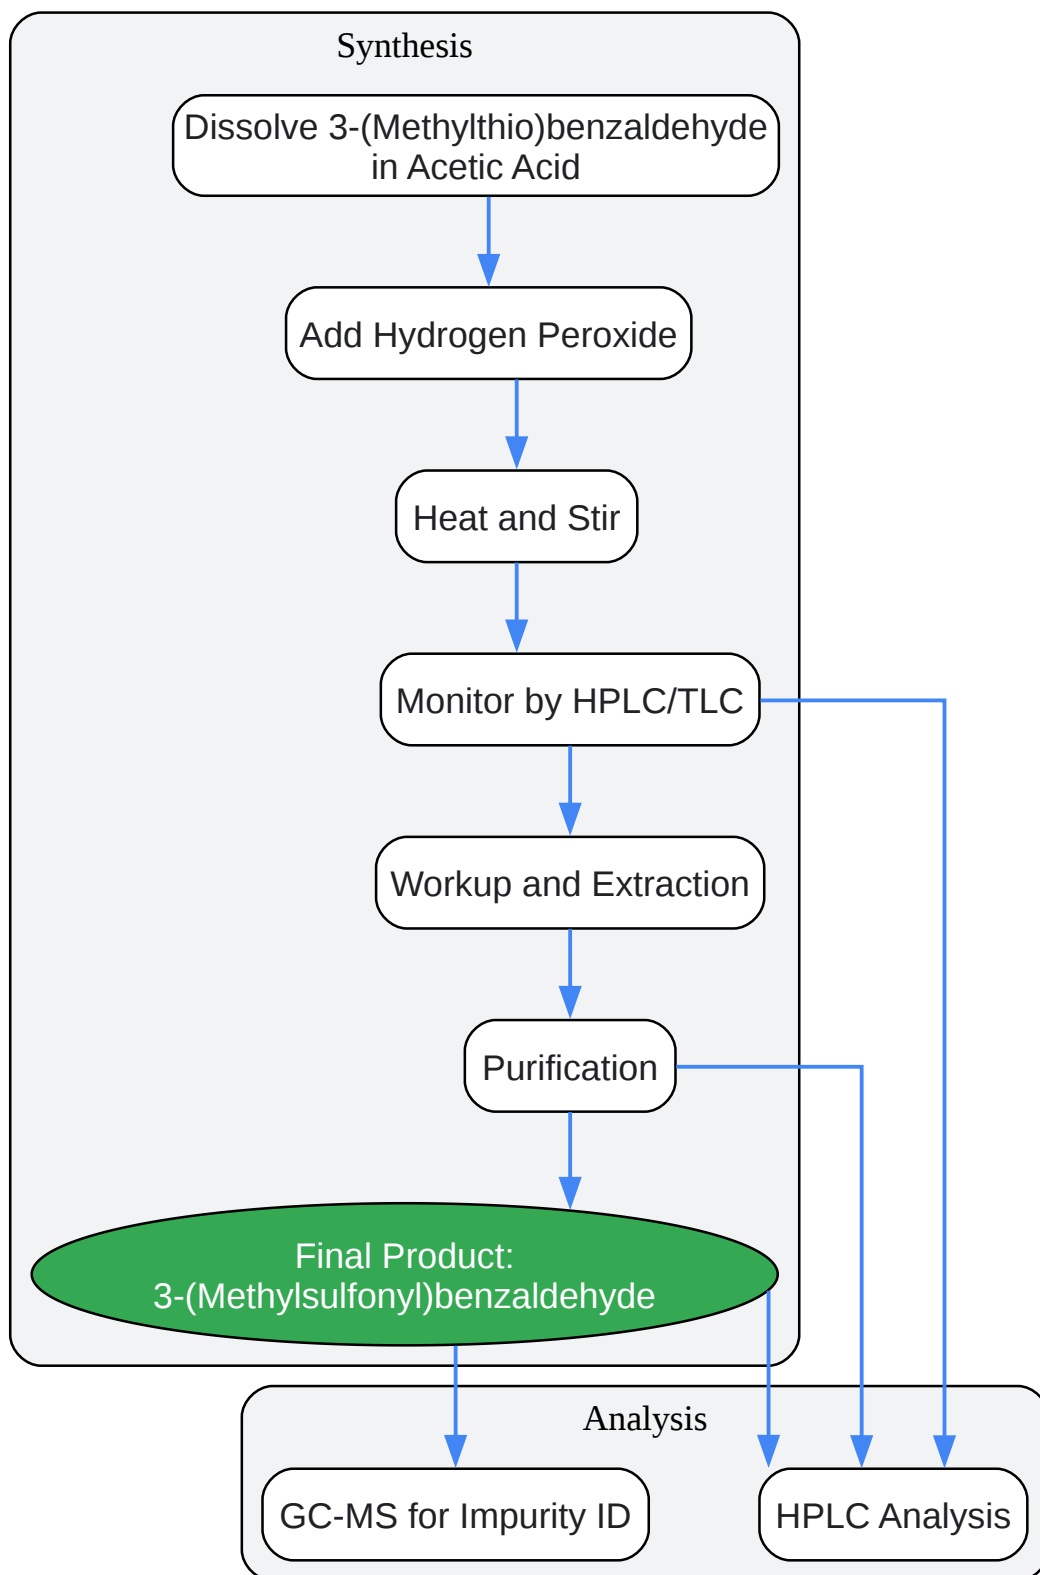 Synthesis
Dissolve 3-(Methylthio)benzaldehyde
in Acetic Acid
Add Hydrogen Peroxide
Heat and Stir
Monitor by HPLC/TLC
Workup and Extraction
Purification
Final Product:
3-(Methylsulfonyl)benzaldehyde
Analysis
GC-MS for Impurity ID
HPLC Analysis